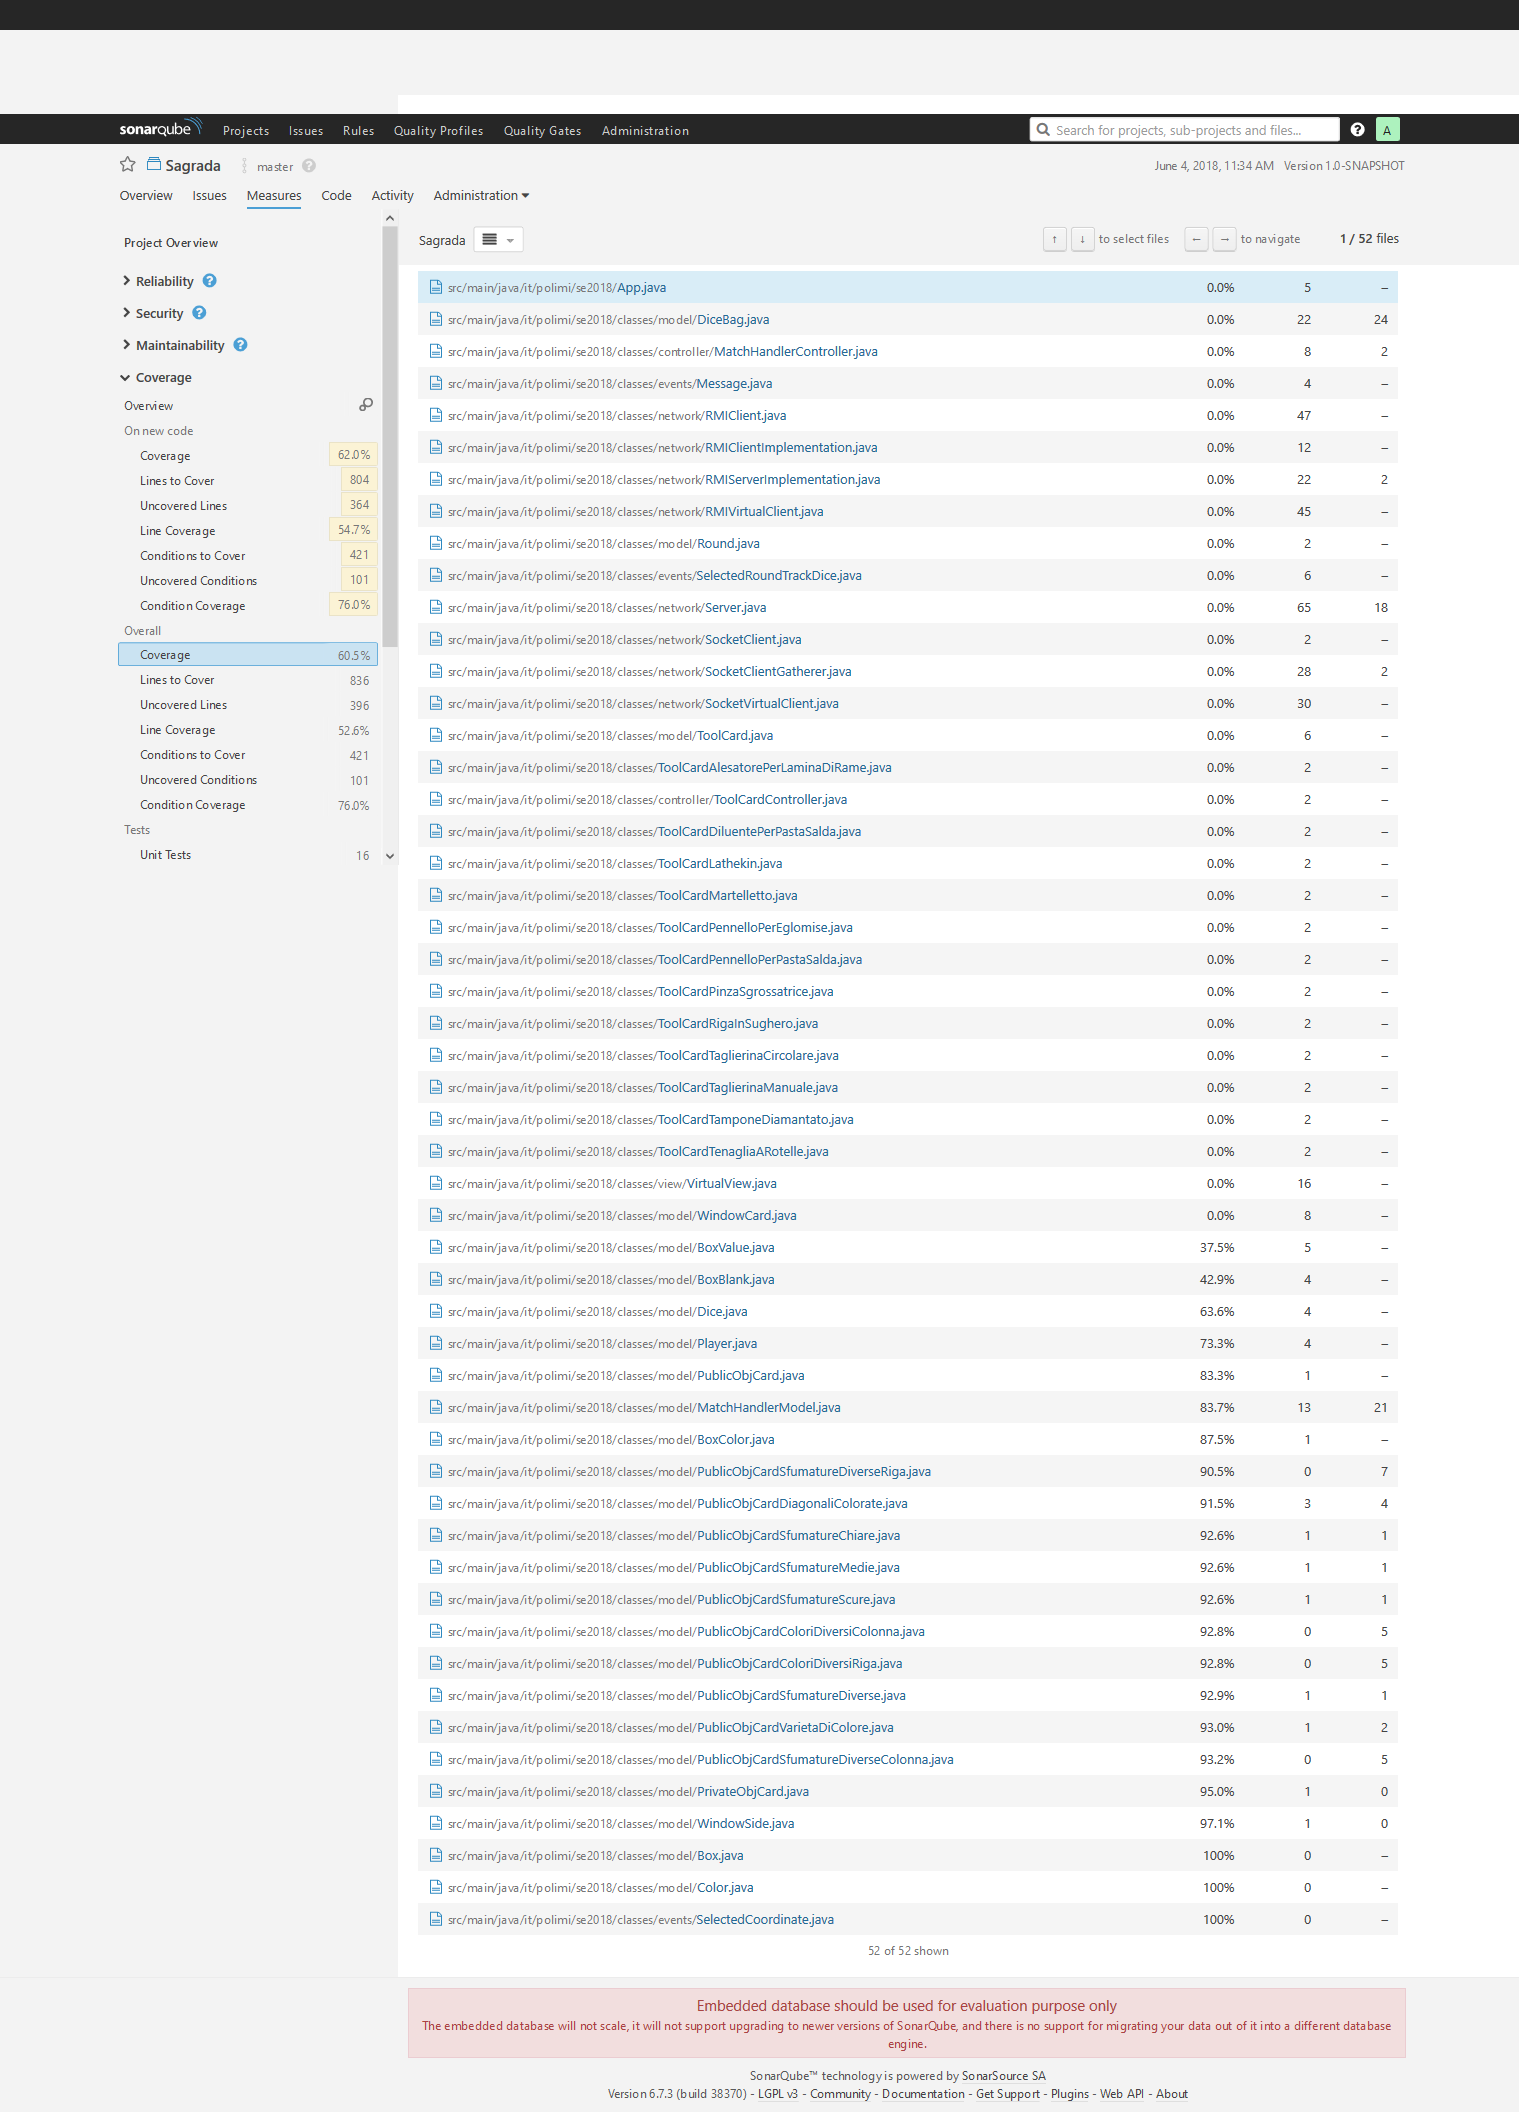 sonarqube Projects Issues Rules Quality Profiles Quality Gates Administration Search for projects, sub-projects and files... A
Sagrada master June 4, 2018, 11:34 AM Version 1.0-SNAPSHOT
Overview Issues Measures Code Activity Administration
Project Overview
Reliability
Security
Maintainability
Coverage
Overview
On new code
Coverage 62.0%
Lines to Cover 804
Uncovered Lines 364
Line Coverage 54.7%
Conditions to Cover 421
Uncovered Conditions 101
Condition Coverage 76.0%
Overall
Coverage 60.5%
Lines to Cover 836
Uncovered Lines 396
Line Coverage 52.6%
Conditions to Cover 421
Uncovered Conditions 101
Condition Coverage 76.0%
Tests
Unit Tests 16
Sagrada ↑ ↓ to select files ← → to navigate 1 / 52 files
src/main/java/it/polimi/se2018/App.java 0.0% 5 –
src/main/java/it/polimi/se2018/classes/model/DiceBag.java 0.0% 22 24
src/main/java/it/polimi/se2018/classes/controller/MatchHandlerController.java 0.0% 8 2
src/main/java/it/polimi/se2018/classes/events/Message.java 0.0% 4 –
src/main/java/it/polimi/se2018/classes/network/RMIClient.java 0.0% 47 –
src/main/java/it/polimi/se2018/classes/network/RMIClientImplementation.java 0.0% 12 –
src/main/java/it/polimi/se2018/classes/network/RMIServerImplementation.java 0.0% 22 2
src/main/java/it/polimi/se2018/classes/network/RMIVirtualClient.java 0.0% 45 –
src/main/java/it/polimi/se2018/classes/model/Round.java 0.0% 2 –
src/main/java/it/polimi/se2018/classes/events/SelectedRoundTrackDice.java 0.0% 6 –
src/main/java/it/polimi/se2018/classes/network/Server.java 0.0% 65 18
src/main/java/it/polimi/se2018/classes/network/SocketClient.java 0.0% 2 –
src/main/java/it/polimi/se2018/classes/network/SocketClientGatherer.java 0.0% 28 2
src/main/java/it/polimi/se2018/classes/network/SocketVirtualClient.java 0.0% 30 –
src/main/java/it/polimi/se2018/classes/model/ToolCard.java 0.0% 6 –
src/main/java/it/polimi/se2018/classes/ToolCardAlesatorePerLaminaDiRame.java 0.0% 2 –
src/main/java/it/polimi/se2018/classes/controller/ToolCardController.java 0.0% 2 –
src/main/java/it/polimi/se2018/classes/ToolCardDiluentePerPastaSalda.java 0.0% 2 –
src/main/java/it/polimi/se2018/classes/ToolCardLathekin.java 0.0% 2 –
src/main/java/it/polimi/se2018/classes/ToolCardMartelletto.java 0.0% 2 –
src/main/java/it/polimi/se2018/classes/ToolCardPennelloPerEglomise.java 0.0% 2 –
src/main/java/it/polimi/se2018/classes/ToolCardPennelloPerPastaSalda.java 0.0% 2 –
src/main/java/it/polimi/se2018/classes/ToolCardPinzaSgrossatrice.java 0.0% 2 –
src/main/java/it/polimi/se2018/classes/ToolCardRigaInSughero.java 0.0% 2 –
src/main/java/it/polimi/se2018/classes/ToolCardTaglierinaCircolare.java 0.0% 2 –
src/main/java/it/polimi/se2018/classes/ToolCardTaglierinaManuale.java 0.0% 2 –
src/main/java/it/polimi/se2018/classes/ToolCardTamponeDiamantato.java 0.0% 2 –
src/main/java/it/polimi/se2018/classes/ToolCardTenagliaARotelle.java 0.0% 2 –
src/main/java/it/polimi/se2018/classes/view/VirtualView.java 0.0% 16 –
src/main/java/it/polimi/se2018/classes/model/WindowCard.java 0.0% 8 –
src/main/java/it/polimi/se2018/classes/model/BoxValue.java 37.5% 5 –
src/main/java/it/polimi/se2018/classes/model/BoxBlank.java 42.9% 4 –
src/main/java/it/polimi/se2018/classes/model/Dice.java 63.6% 4 –
src/main/java/it/polimi/se2018/classes/model/Player.java 73.3% 4 –
src/main/java/it/polimi/se2018/classes/model/PublicObjCard.java 83.3% 1 –
src/main/java/it/polimi/se2018/classes/model/MatchHandlerModel.java 83.7% 13 21
src/main/java/it/polimi/se2018/classes/model/BoxColor.java 87.5% 1 –
src/main/java/it/polimi/se2018/classes/model/PublicObjCardSfumatureDiverseRiga.java 90.5% 0 7
src/main/java/it/polimi/se2018/classes/model/PublicObjCardDiagonaliColorate.java 91.5% 3 4
src/main/java/it/polimi/se2018/classes/model/PublicObjCardSfumatureChiare.java 92.6% 1 1
src/main/java/it/polimi/se2018/classes/model/PublicObjCardSfumatureMedie.java 92.6% 1 1
src/main/java/it/polimi/se2018/classes/model/PublicObjCardSfumatureScure.java 92.6% 1 1
src/main/java/it/polimi/se2018/classes/model/PublicObjCardColoriDiversiColonna.java 92.8% 0 5
src/main/java/it/polimi/se2018/classes/model/PublicObjCardColoriDiversiRiga.java 92.8% 0 5
src/main/java/it/polimi/se2018/classes/model/PublicObjCardSfumatureDiverse.java 92.9% 1 1
src/main/java/it/polimi/se2018/classes/model/PublicObjCardVarietaDiColore.java 93.0% 1 2
src/main/java/it/polimi/se2018/classes/model/PublicObjCardSfumatureDiverseColonna.java 93.2% 0 5
src/main/java/it/polimi/se2018/classes/model/PrivateObjCard.java 95.0% 1 0
src/main/java/it/polimi/se2018/classes/model/WindowSide.java 97.1% 1 0
src/main/java/it/polimi/se2018/classes/model/Box.java 100% 0 –
src/main/java/it/polimi/se2018/classes/model/Color.java 100% 0 –
src/main/java/it/polimi/se2018/classes/events/SelectedCoordinate.java 100% 0 –
52 of 52 shown
Embedded database should be used for evaluation purpose only
The embedded database will not scale, it will not support upgrading to newer versions of SonarQube, and there is no support for migrating your data out of it into a different database
engine.
SonarQube™ technology is powered by SonarSource SA
Version 6.7.3 (build 38370) - LGPL v3 - Community - Documentation - Get Support - Plugins - Web API - About